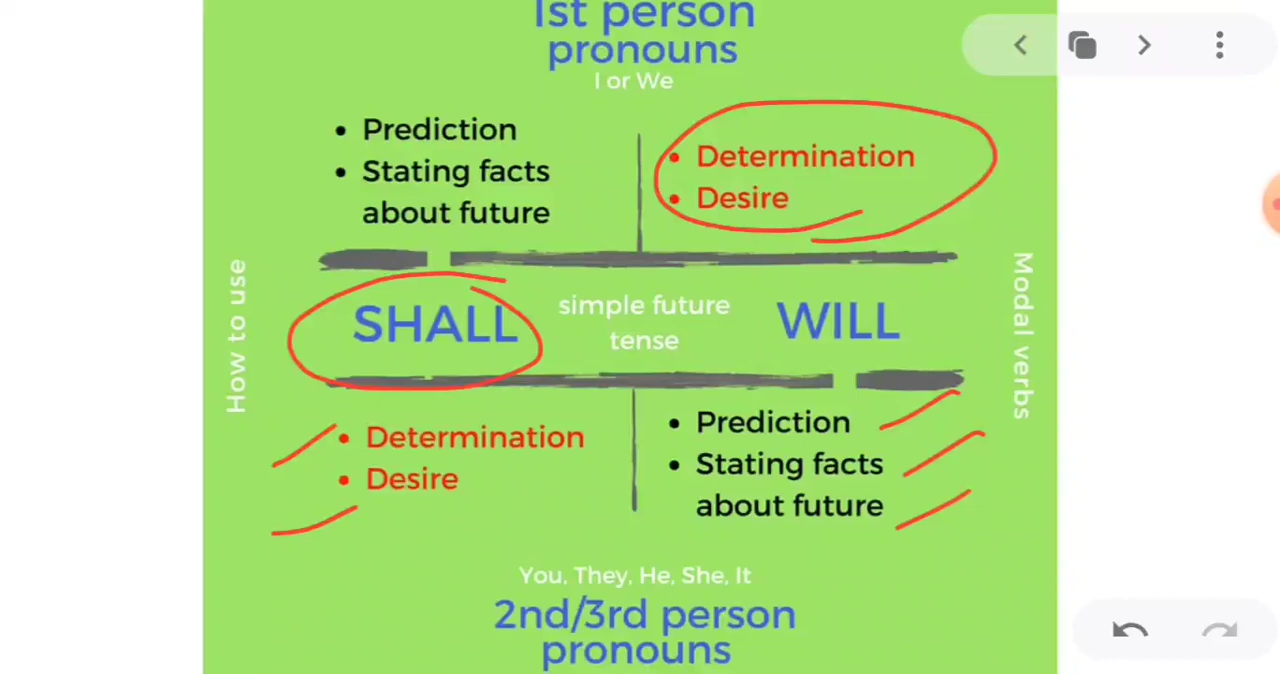 1st person
pronouns
I or We
Prediction
Stating facts
about future
Determination
Desire
How to use
SHALL
simple future
tense
WILL
Modal verbs
Determination
Desire
Prediction
Stating facts
about future
You, They, He, She, It
2nd/3rd person
pronouns